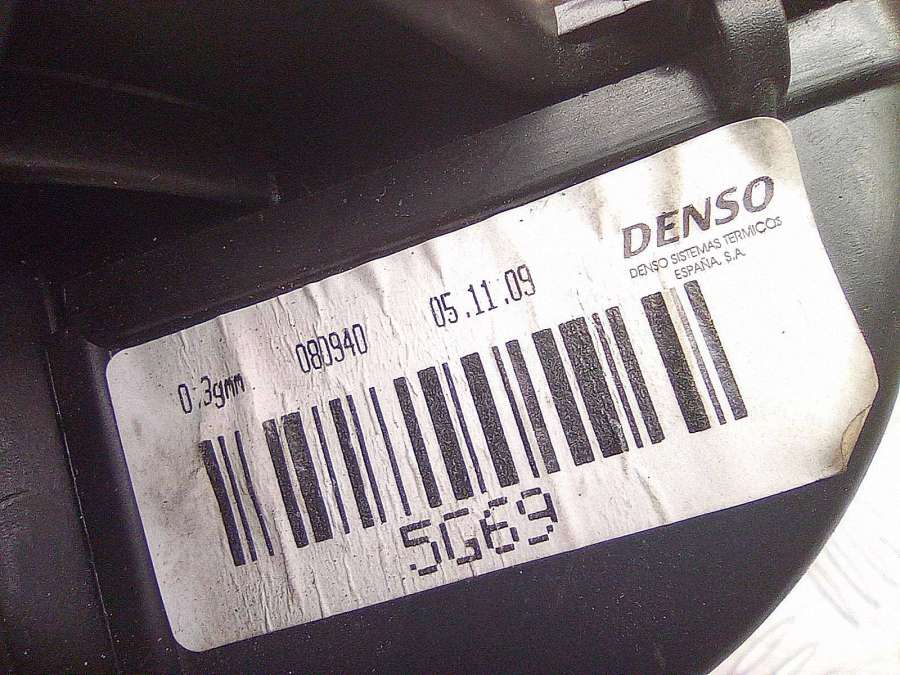 DENSO
DENSO SISTEMAS TERMICOS
ESPAÑA, S.A.
0,3gmm 080940 05.11.09
5G69